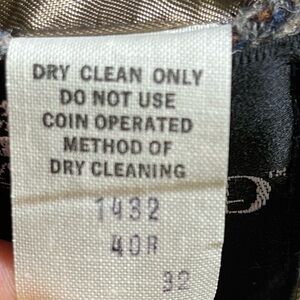 DRY CLEAN ONLY
DO NOT USE
COIN OPERATED
METHOD OF
DRY CLEANING
1432
40R
32